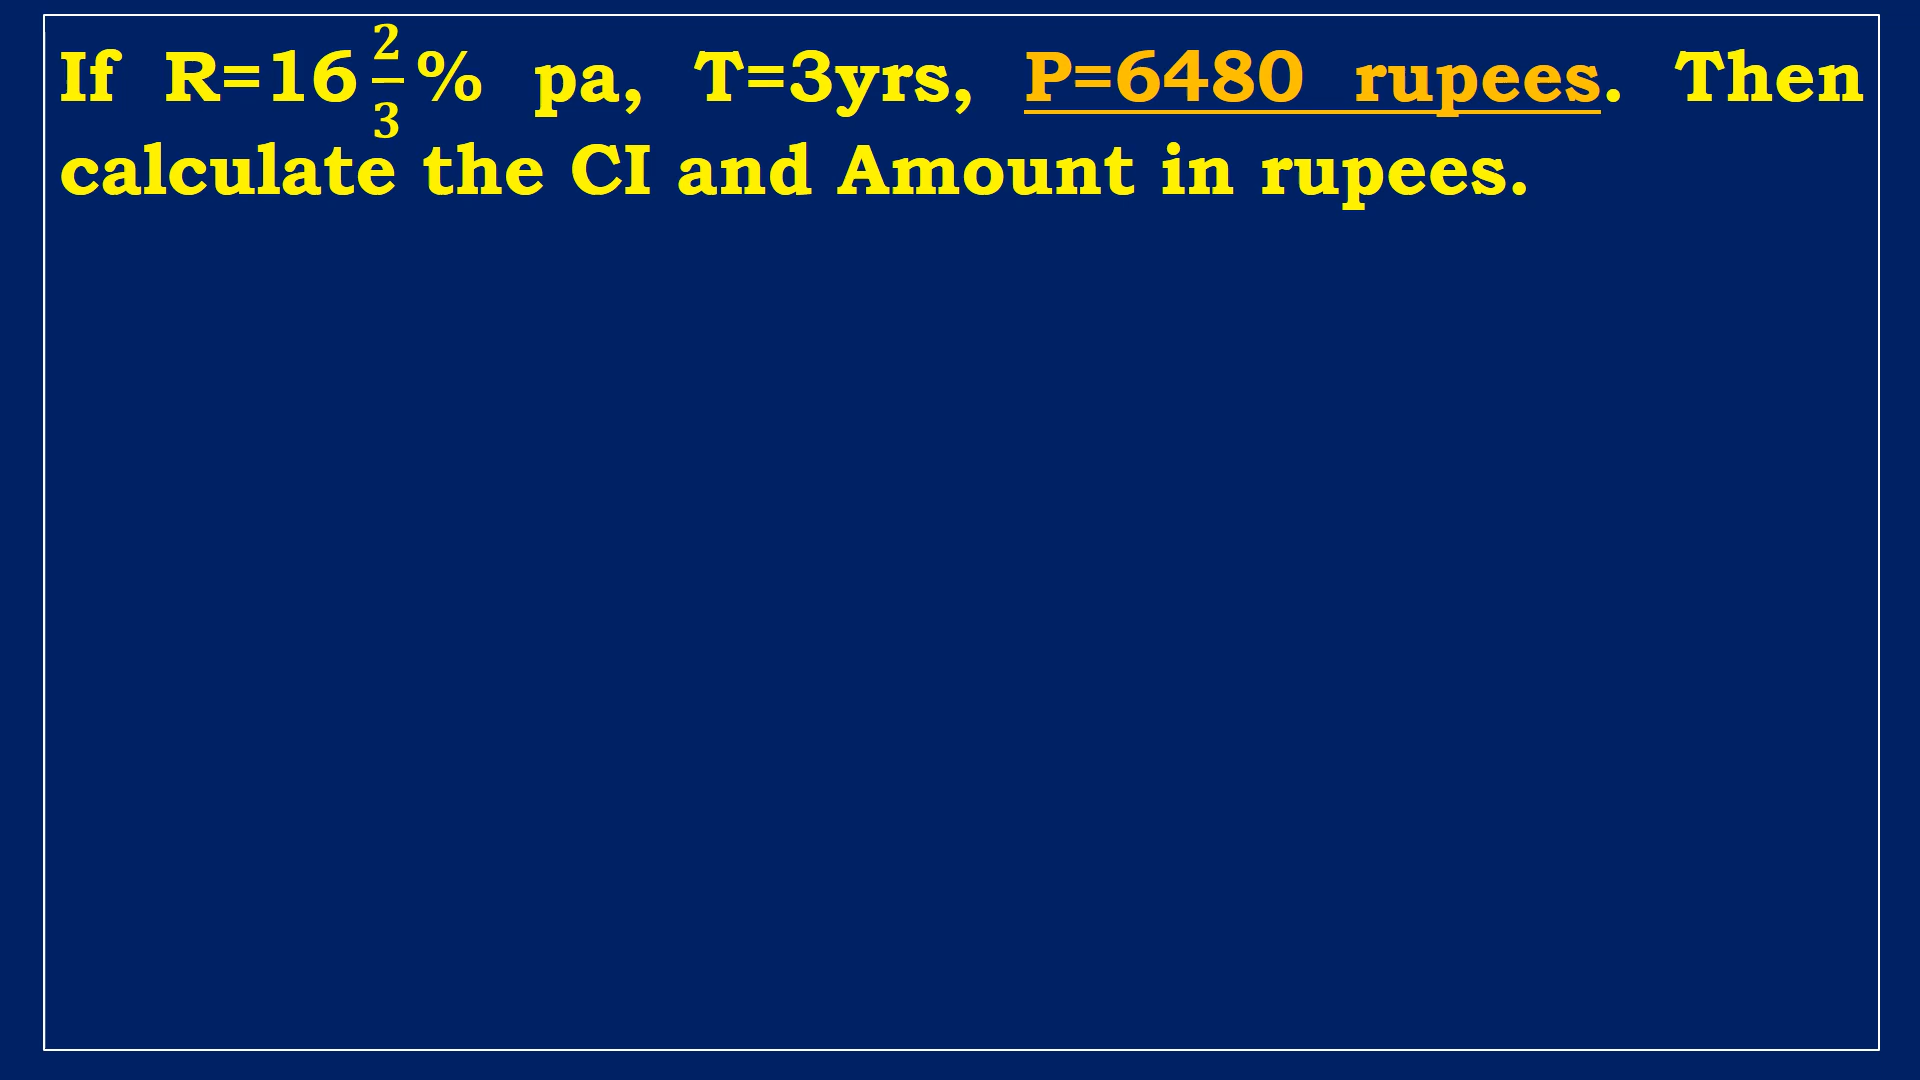 If R=16 2/3 % pa, T=3yrs, P=6480 rupees. Then
calculate the CI and Amount in rupees.